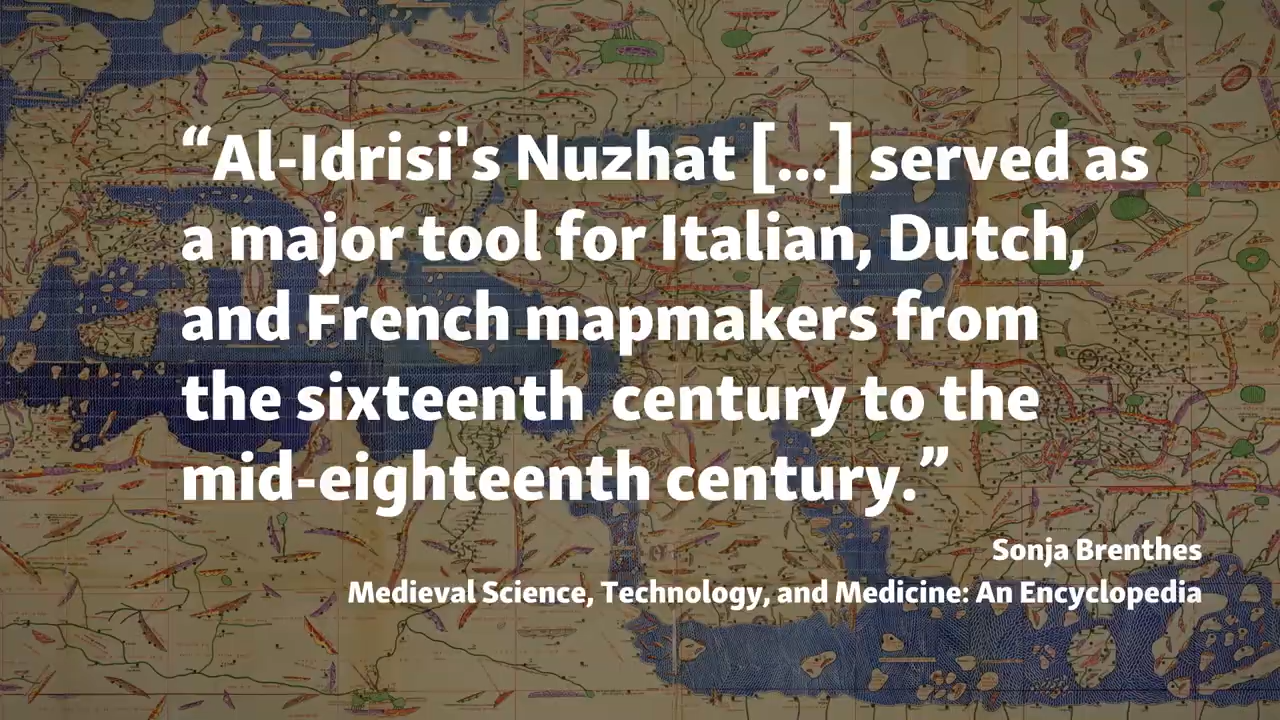 “Al-Idrisi's Nuzhat [...] served as
a major tool for Italian, Dutch,
and French mapmakers from
the sixteenth  century to the
mid-eighteenth century.”
Sonja Brenthes
Medieval Science, Technology, and Medicine: An Encyclopedia